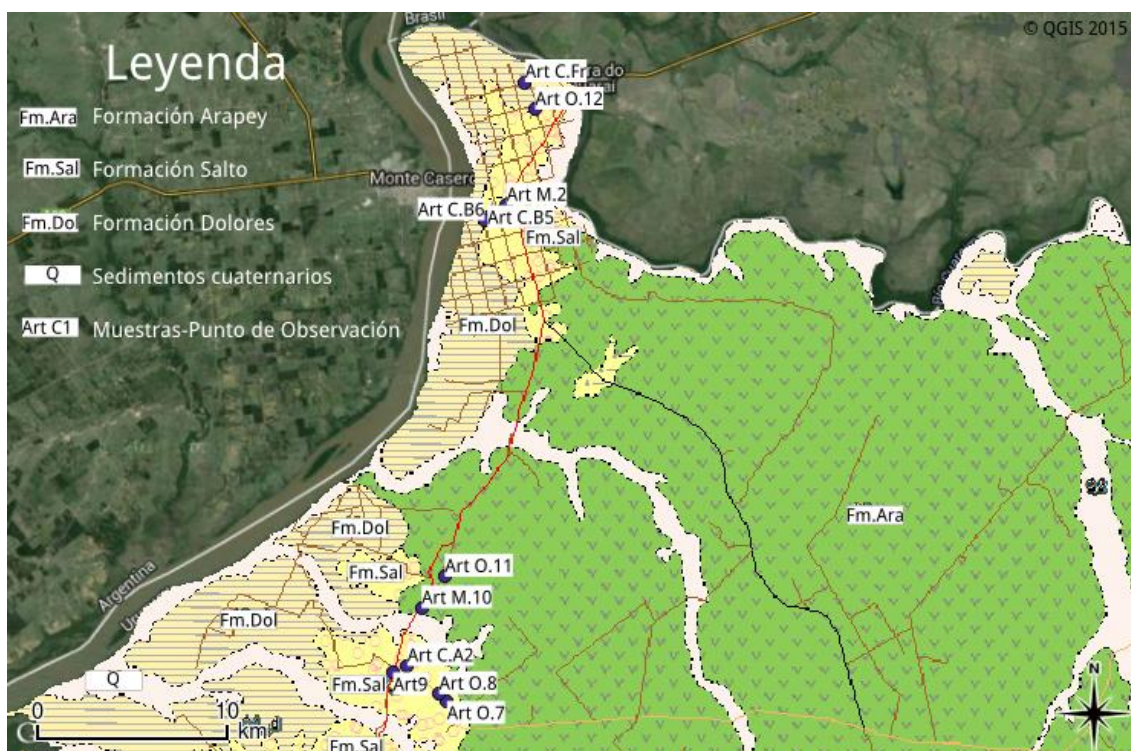 Brasil
© QGIS 2015
Leyenda
Fm.Ara Formación Arapey
Fm.Sal Formación Salto
Fm.Dol Formación Dolores
Q Sedimentos cuaternarios
Art C1 Muestras-Punto de Observación
Art C.Fr
Art O.12
Monte Casero
Art M.2
Art C.B6
Art C.B5
Fm.Sal
Fm.Dol
Fm.Ara
Fm.Dol
Art O.11
Fm.Sal
Argentina
Art M.10
Fm.Dol
Art C.A2
Q
Fm.Sal
Art9
Art O.8
Art O.7
N
0 10
km
Fm.Sal